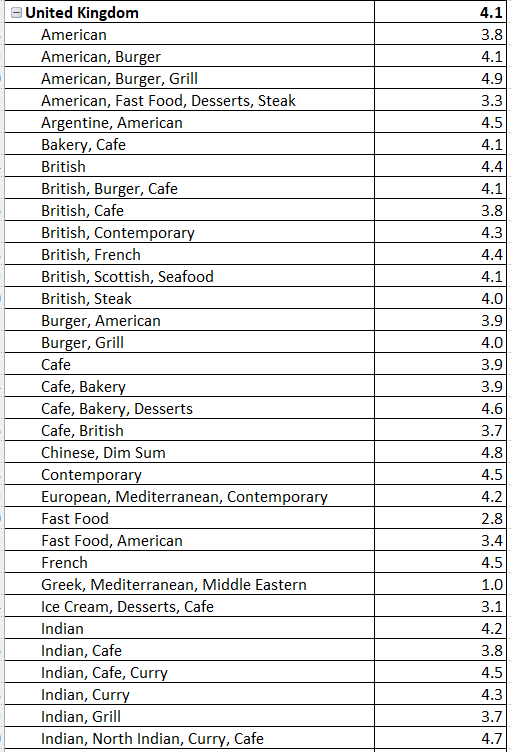 United Kingdom 4.1
American 3.8
American, Burger 4.1
American, Burger, Grill 4.9
American, Fast Food, Desserts, Steak 3.3
Argentine, American 4.5
Bakery, Cafe 4.1
British 4.4
British, Burger, Cafe 4.1
British, Cafe 3.8
British, Contemporary 4.3
British, French 4.4
British, Scottish, Seafood 4.1
British, Steak 4.0
Burger, American 3.9
Burger, Grill 4.0
Cafe 3.9
Cafe, Bakery 3.9
Cafe, Bakery, Desserts 4.6
Cafe, British 3.7
Chinese, Dim Sum 4.8
Contemporary 4.5
European, Mediterranean, Contemporary 4.2
Fast Food 2.8
Fast Food, American 3.4
French 4.5
Greek, Mediterranean, Middle Eastern 1.0
Ice Cream, Desserts, Cafe 3.1
Indian 4.2
Indian, Cafe 3.8
Indian, Cafe, Curry 4.5
Indian, Curry 4.3
Indian, Grill 3.7
Indian, North Indian, Curry, Cafe 4.7